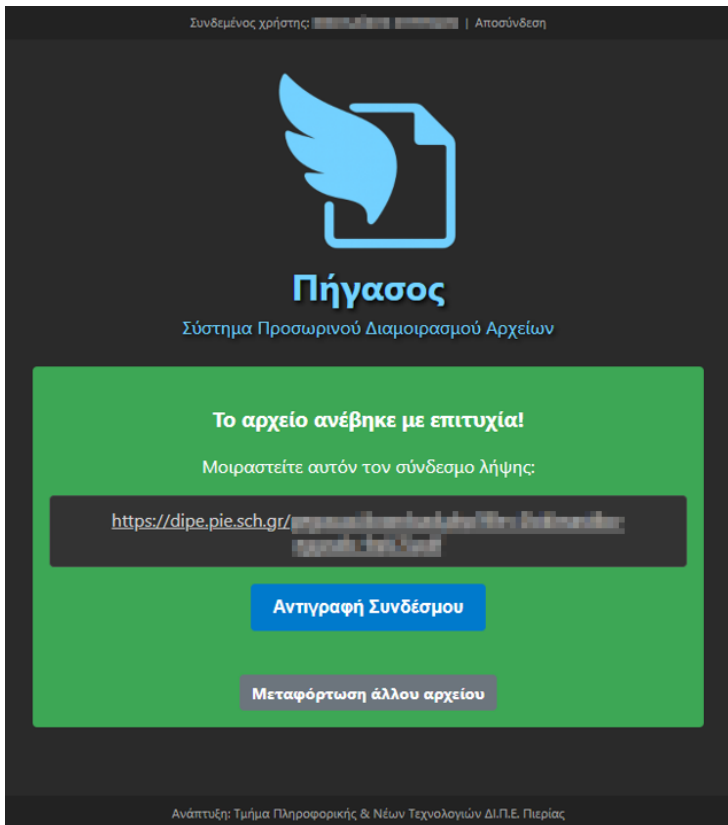 Συνδεμένος χρήστης: | Αποσύνδεση
Πήγασος
Σύστημα Προσωρινού Διαμοιρασμού Αρχείων
Το αρχείο ανέβηκε με επιτυχία!
Μοιραστείτε αυτόν τον σύνδεσμο λήψης:
https://dipe.pie.sch.gr/
Αντιγραφή Συνδέσμου
Μεταφόρτωση άλλου αρχείου
Ανάπτυξη: Τμήμα Πληροφορικής & Νέων Τεχνολογιών ΔΙ.Π.Ε. Πιερίας